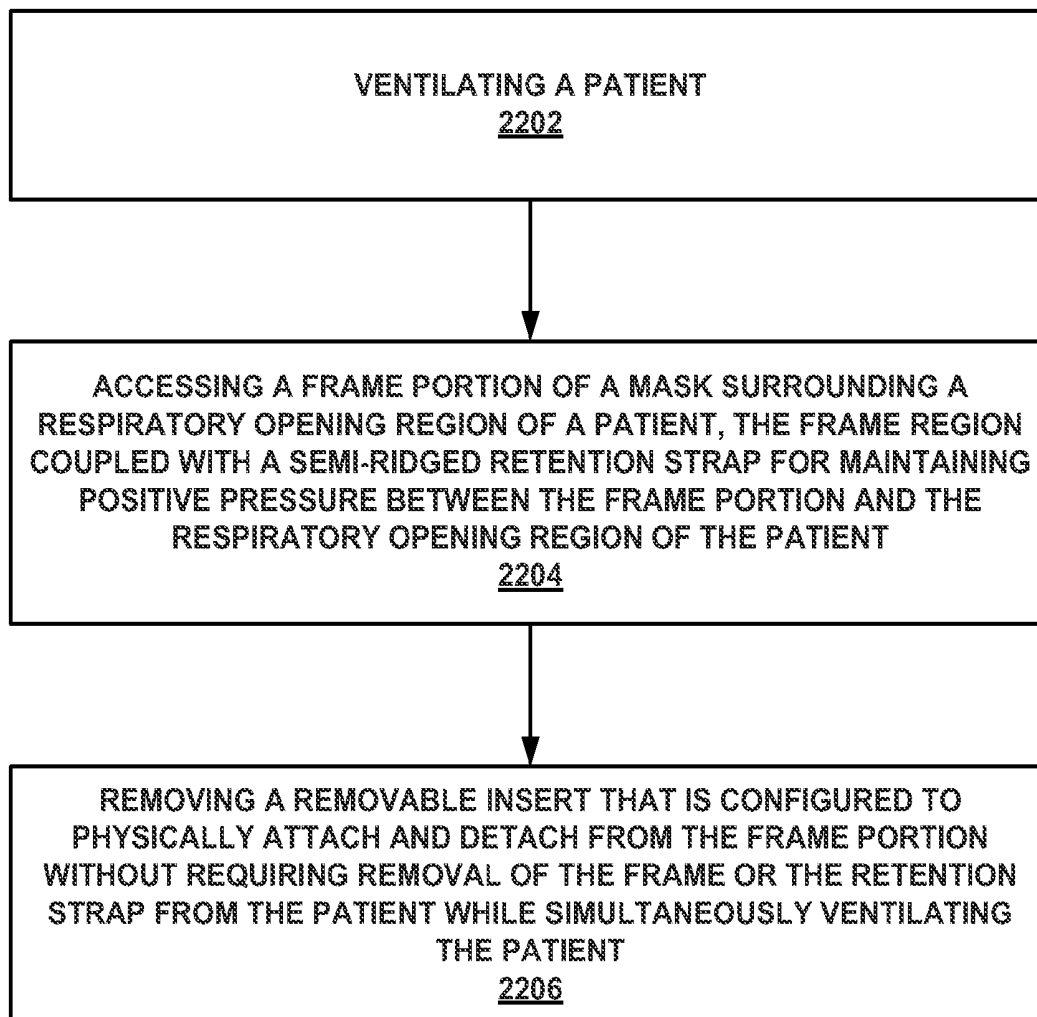 VENTILATING A PATIENT
2202
ACCESSING A FRAME PORTION OF A MASK SURROUNDING A
RESPIRATORY OPENING REGION OF A PATIENT, THE FRAME REGION
COUPLED WITH A SEMI-RIDGED RETENTION STRAP FOR MAINTAINING
POSITIVE PRESSURE BETWEEN THE FRAME PORTION AND THE
RESPIRATORY OPENING REGION OF THE PATIENT
2204
REMOVING A REMOVABLE INSERT THAT IS CONFIGURED TO
PHYSICALLY ATTACH AND DETACH FROM THE FRAME PORTION
WITHOUT REQUIRING REMOVAL OF THE FRAME OR THE RETENTION
STRAP FROM THE PATIENT WHILE SIMULTANEOUSLY VENTILATING
THE PATIENT
2206